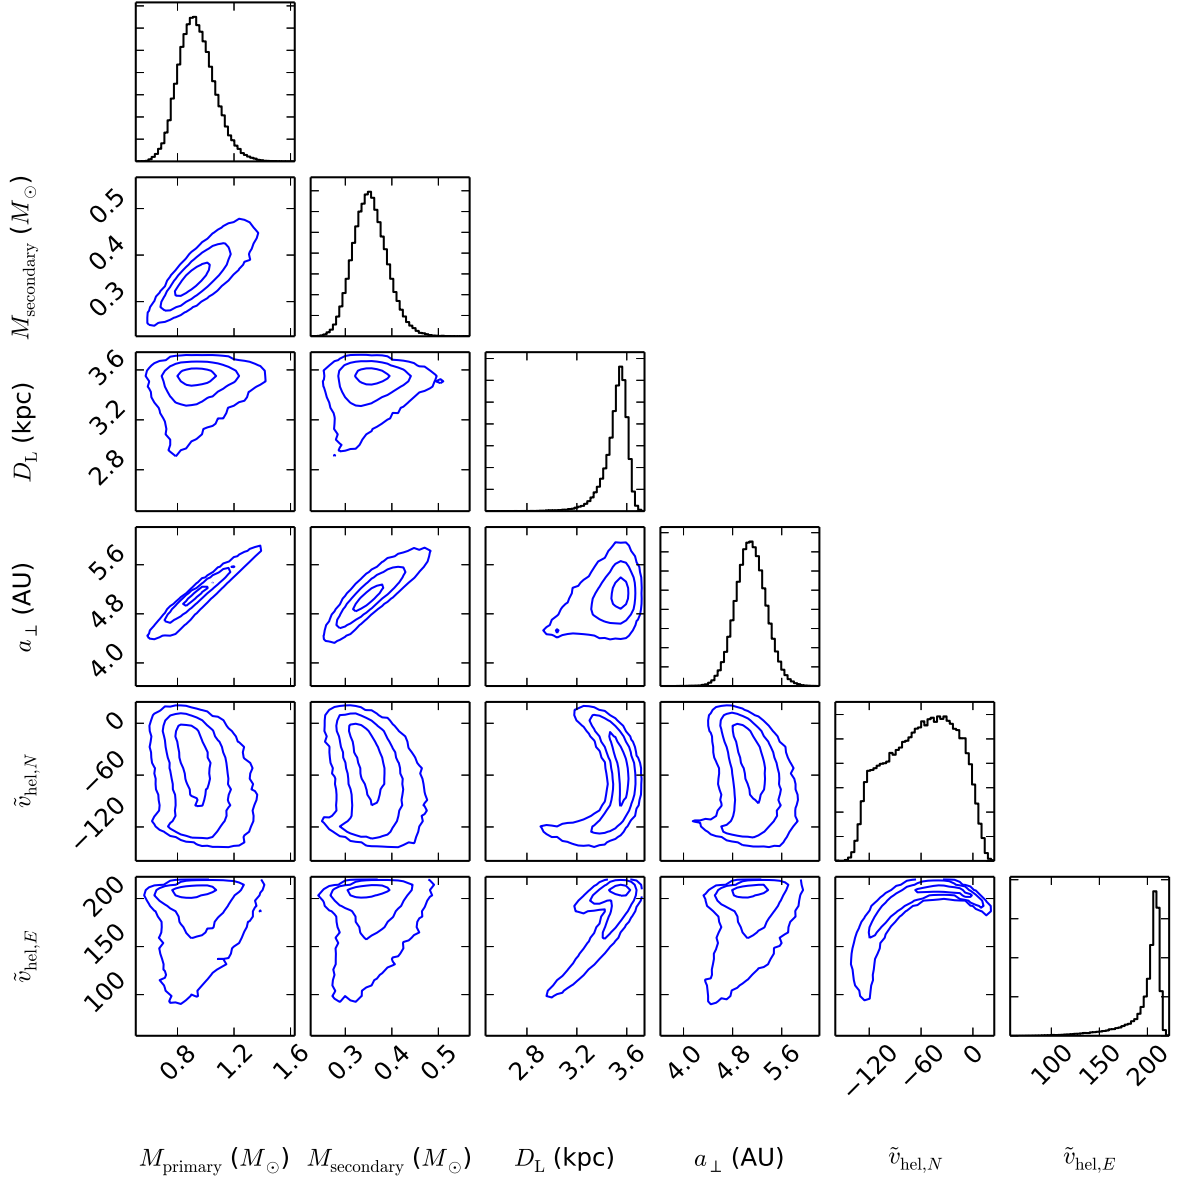 0.5
0.4
0.3
M_secondary (M_⊙)
3.6
3.2
2.8
D_L (kpc)
5.6
4.8
4.0
a_⊥ (AU)
0
−60
−120
ṽ_hel,N
200
150
100
ṽ_hel,E
0.8 1.2 1.6 0.3 0.4 0.5 2.8 3.2 3.6 4.0 4.8 5.6 −120 −60 0 100 150 200
M_primary (M_⊙) M_secondary (M_⊙) D_L (kpc) a_⊥ (AU) ṽ_hel,N ṽ_hel,E